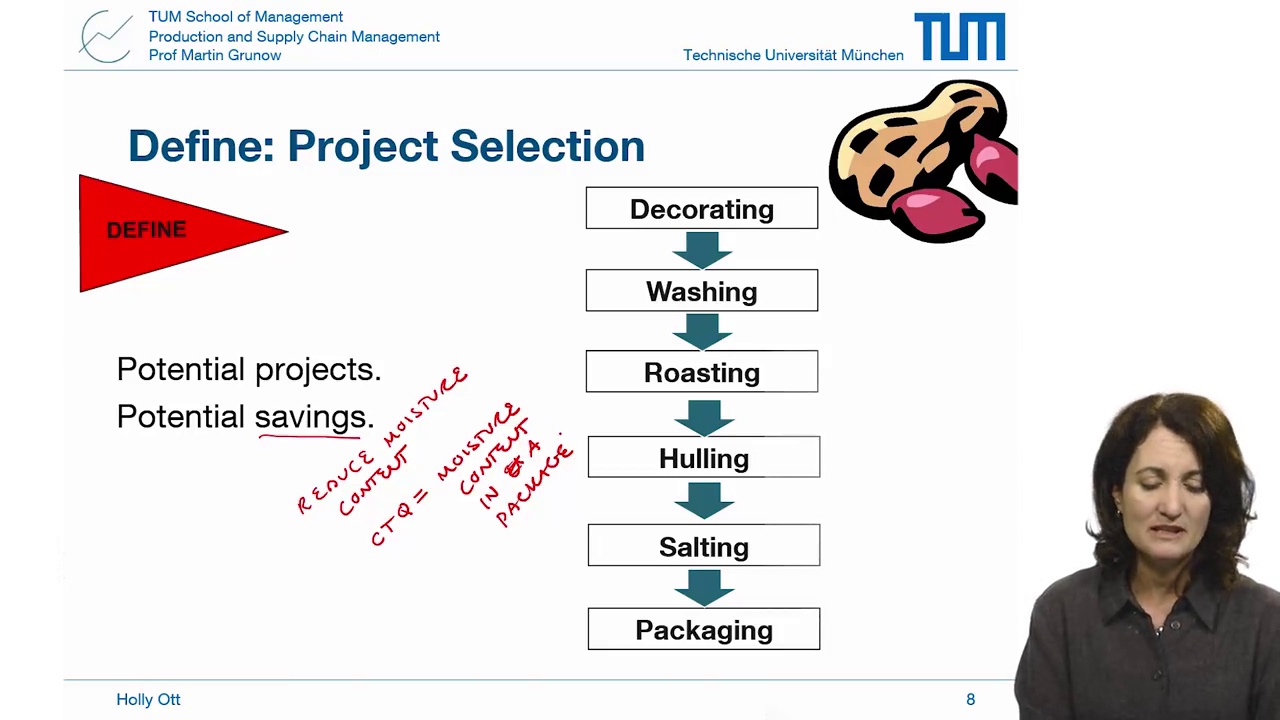 TUM School of Management
Production and Supply Chain Management
Prof Martin Grunow
Technische Universität München
TUM
Define: Project Selection
DEFINE
Potential projects.
Potential savings.
REDUCE MOISTURE
CONTENT
CTQ = MOISTURE
CONTENT
IN A
PACKAGE.
Decorating
Washing
Roasting
Hulling
Salting
Packaging
Holly Ott
8